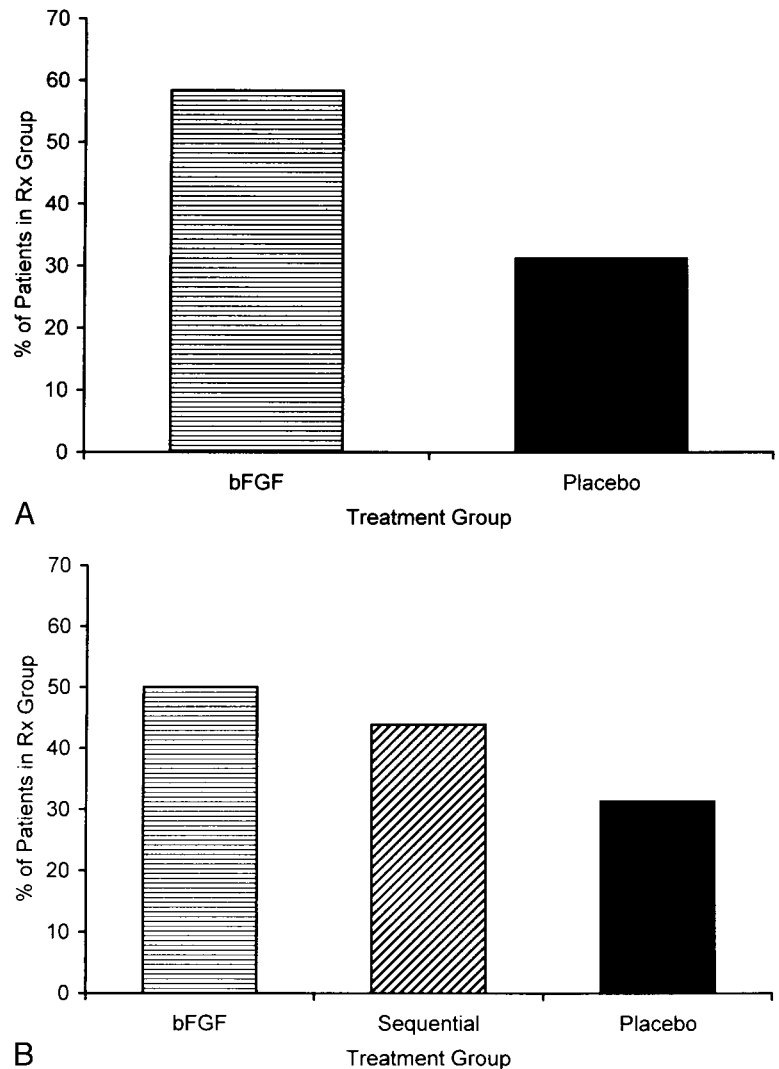 70
60
50
40
30
20
10
0
% of Patients in Rx Group
bFGF Placebo
Treatment Group
A
70
60
50
40
30
20
10
0
% of Patients in Rx Group
bFGF Sequential Placebo
Treatment Group
B